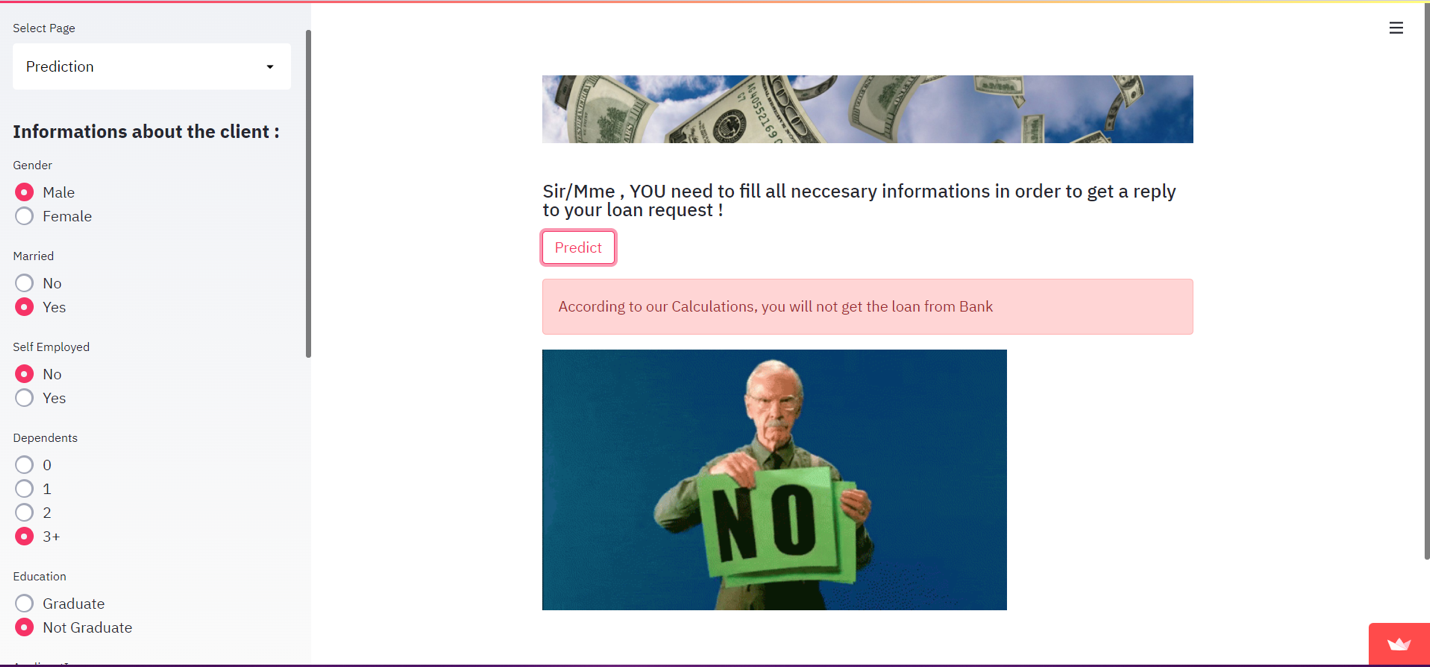 Select Page
Prediction
Informations about the client :
Gender
Male
Female
Married
No
Yes
Self Employed
No
Yes
Dependents
0
1
2
3+
Education
Graduate
Not Graduate
Sir/Mme , YOU need to fill all neccesary informations in order to get a reply
to your loan request !
Predict
According to our Calculations, you will not get the loan from Bank
NO